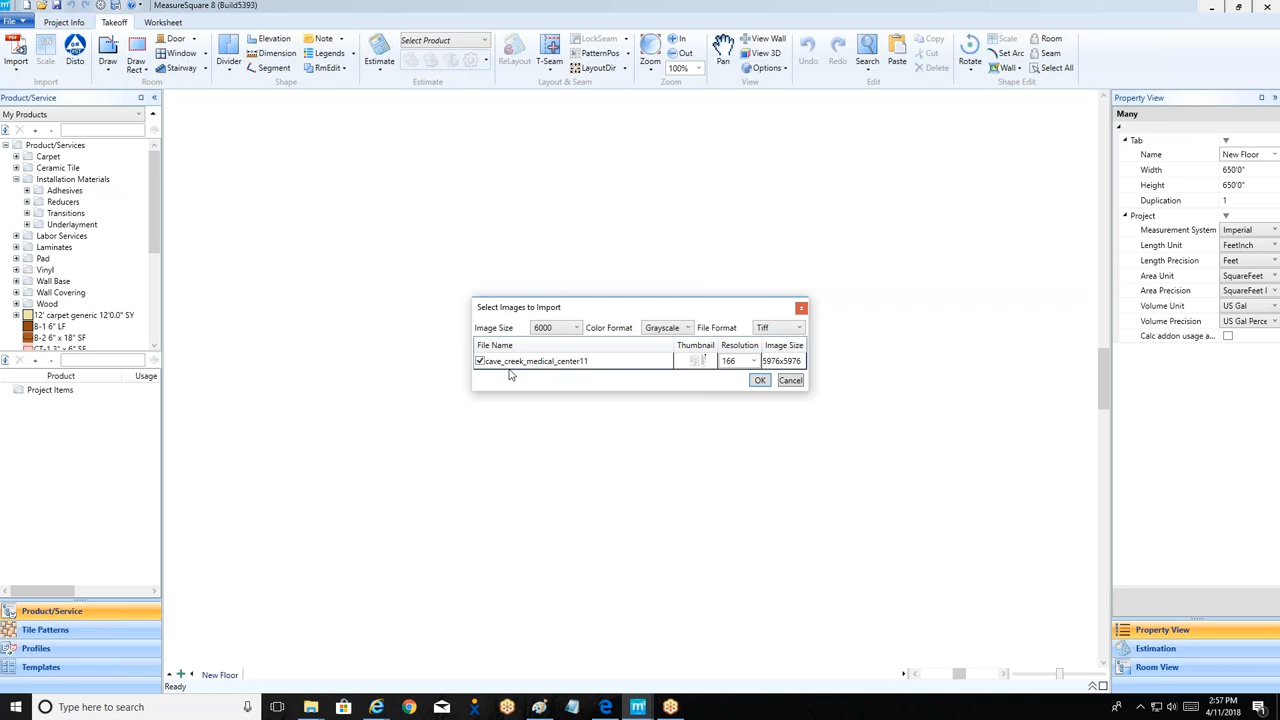 MeasureSquare 8 (Build5393)
File
Project Info
Takeoff
Worksheet
Import
Scale
Disto
Draw
Draw Rect
Door
Window
Stairway
Divider
Elevation
Dimension
Segment
Note
Legends
RmEdit
Estimate
Select Product
ReLayout
T-Seam
LockSeam
PatternPos
LayoutDir
Zoom
In
Out
100%
Pan
View Wall
View 3D
Options
Undo
Redo
Search
Paste
Copy
Cut
Delete
Rotate
Scale
Set Arc
Wall
Room
Seam
Select All
Import
Room
Shape
Estimate
Layout & Seam
Zoom
View
Edit
Shape Edit
Product/Service
My Products
Product/Services
Carpet
Ceramic Tile
Installation Materials
Adhesives
Reducers
Transitions
Underlayment
Labor Services
Laminates
Pad
Vinyl
Wall Base
Wall Covering
Wood
12' carpet generic 12'0.0" SY
B-1 6" LF
B-2 6" x 18" SF
Product
Usage
Project Items
Product/Service
Tile Patterns
Profiles
Templates
Select Images to Import
Image Size
6000
Color Format
Grayscale
File Format
Tiff
File Name
Thumbnail
Resolution
Image Size
cave_creek_medical_center11
166
5976x5976
OK
Cancel
Property View
Many
Tab
Name
New Floor
Width
650'0"
Height
650'0"
Duplication
1
Project
Measurement System
Imperial
Length Unit
FeetInch
Length Precision
Feet
Area Unit
SquareFeet
Area Precision
SquareFeet
Volume Unit
US Gal
Volume Precision
US Gal Perce
Calc addon usage a...
Property View
Estimation
Room View
New Floor
Ready
Type here to search
2:57 PM
4/11/2018